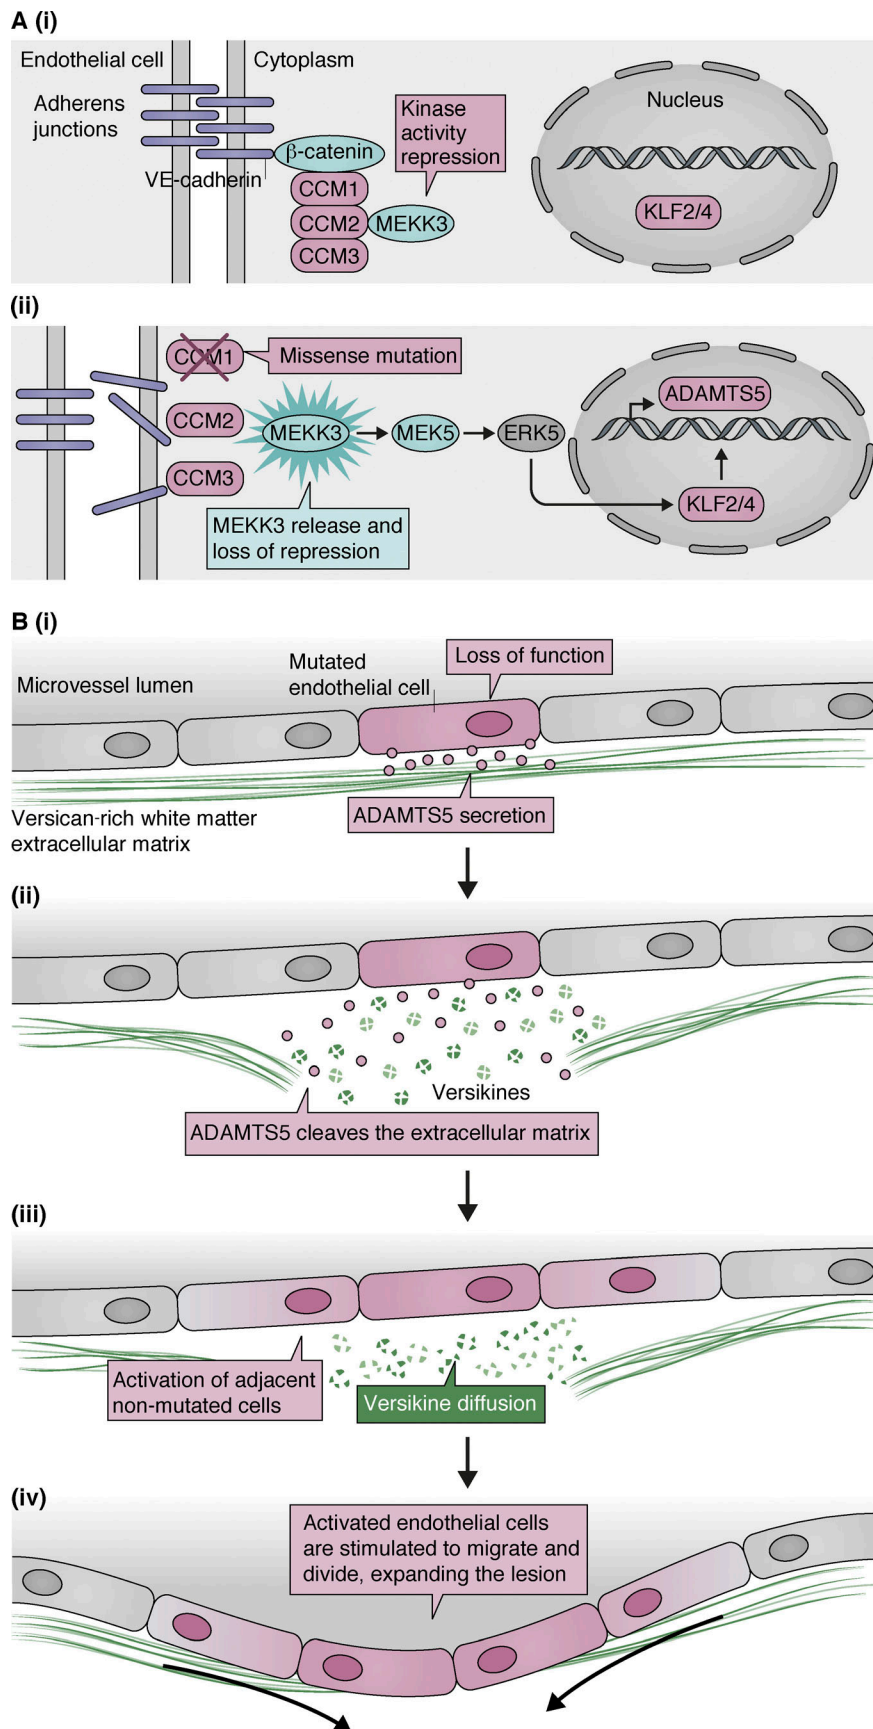 A (i)
Endothelial cell
Cytoplasm
Adherens
junctions
VE-cadherin
β-catenin
CCM1
CCM2
MEKK3
CCM3
Kinase
activity
repression
Nucleus
KLF2/4
(ii)
CCM1
Missense mutation
CCM2
CCM3
MEKK3
MEK5
ERK5
MEKK3 release and
loss of repression
ADAMTS5
KLF2/4
B (i)
Microvessel lumen
Mutated
endothelial cell
Loss of function
Versican-rich white matter
extracellular matrix
ADAMTS5 secretion
(ii)
Versikines
ADAMTS5 cleaves the extracellular matrix
(iii)
Activation of adjacent
non-mutated cells
Versikine diffusion
(iv)
Activated endothelial cells
are stimulated to migrate and
divide, expanding the lesion